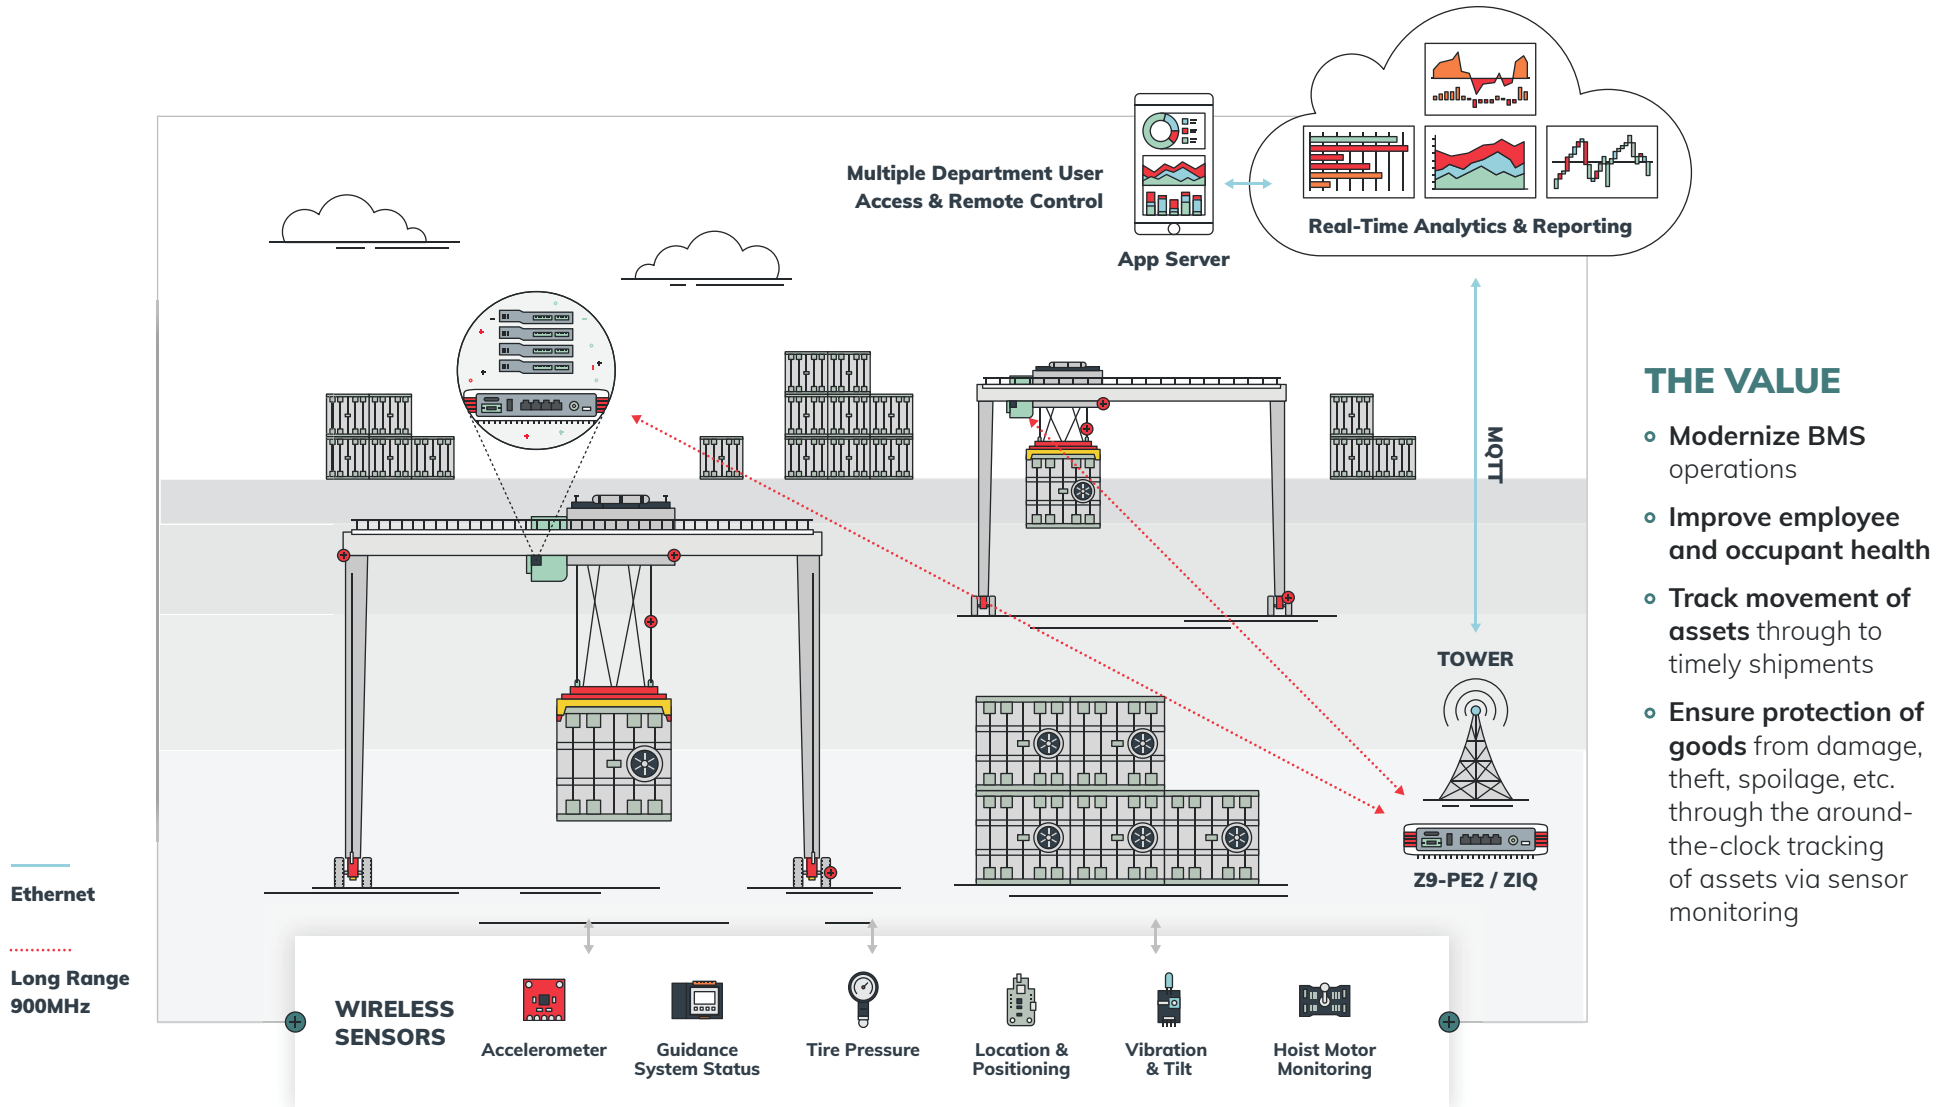 Multiple Department User
Access & Remote Control
App Server
Real-Time Analytics & Reporting
MQTT
TOWER
Z9-PE2 / ZIQ
THE VALUE
Modernize BMS
operations
Improve employee
and occupant health
Track movement of
assets through to
timely shipments
Ensure protection of
goods from damage,
theft, spoilage, etc.
through the around-
the-clock tracking
of assets via sensor
monitoring
Ethernet
Long Range
900MHz
WIRELESS
SENSORS
Accelerometer
Guidance
System Status
Tire Pressure
Location &
Positioning
Vibration
& Tilt
Hoist Motor
Monitoring